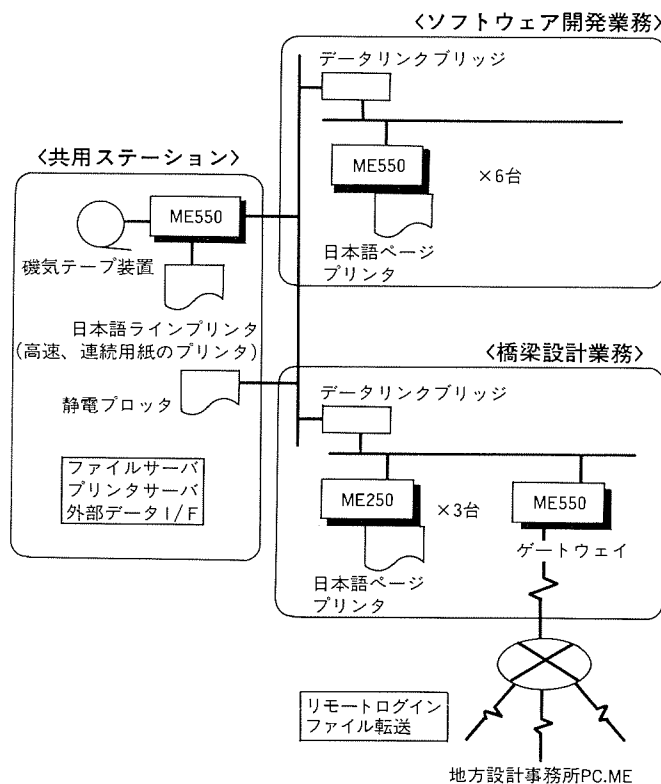 〈ソフトウェア開発業務〉
データリンクブリッジ
ME550
×6台
日本語ページ
プリンタ
〈共用ステーション〉
ME550
磁気テープ装置
日本語ラインプリンタ
(高速、連続用紙のプリンタ)
静電プロッタ
ファイルサーバ
プリンタサーバ
外部データI/F
〈橋梁設計業務〉
データリンクブリッジ
ME250
×3台
日本語ページ
プリンタ
ME550
ゲートウェイ
リモートログイン
ファイル転送
地方設計事務所PC.ME